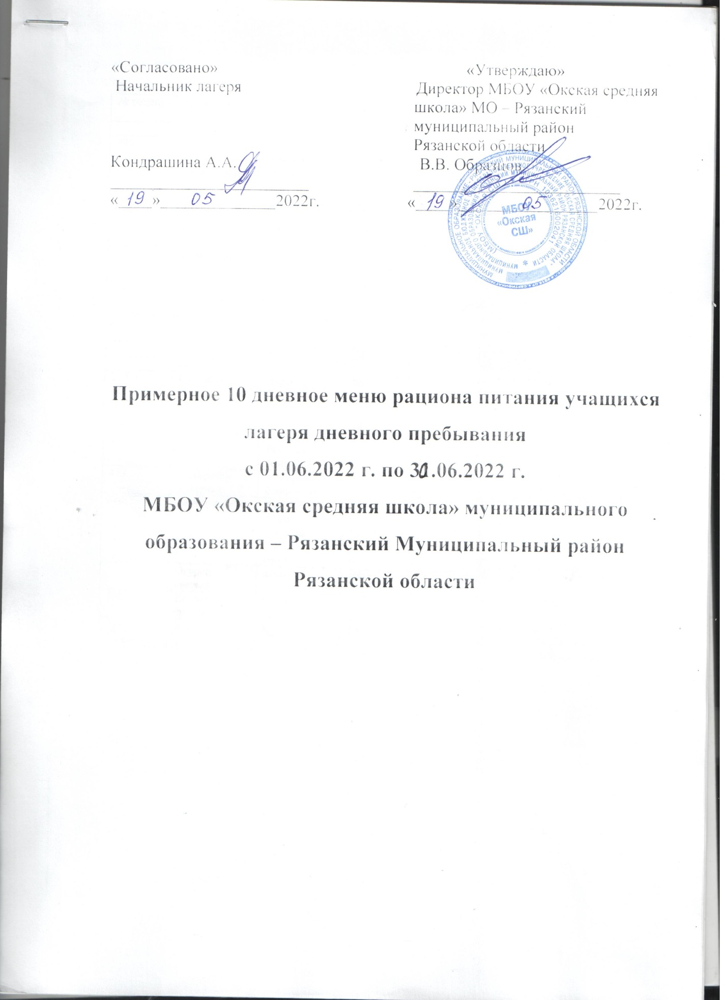 «Согласовано»
Начальник лагеря
Кондрашина А.А.
«19» 05 2022г.
«Утверждаю»
Директор МБОУ «Окская средняя
школа» МО – Рязанский
муниципальный район
Рязанской области
В.В. Образцов
«19» 05 2022г.
МБОУ
«Окская
СШ»
Примерное 10 дневное меню рациона питания учащихся
лагеря дневного пребывания
с 01.06.2022 г. по .06.2022 г.
МБОУ «Окская средняя школа» муниципального
образования – Рязанский Муниципальный район
Рязанской области